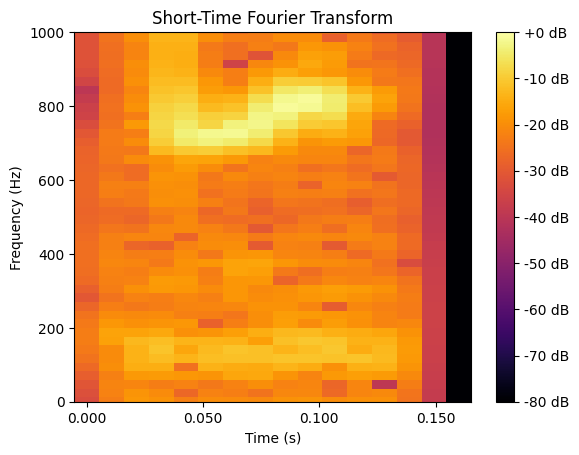 Short-Time Fourier Transform
1000
800
600
400
200
0
Frequency (Hz)
0.000
0.050
0.100
0.150
Time (s)
+0 dB
-10 dB
-20 dB
-30 dB
-40 dB
-50 dB
-60 dB
-70 dB
-80 dB